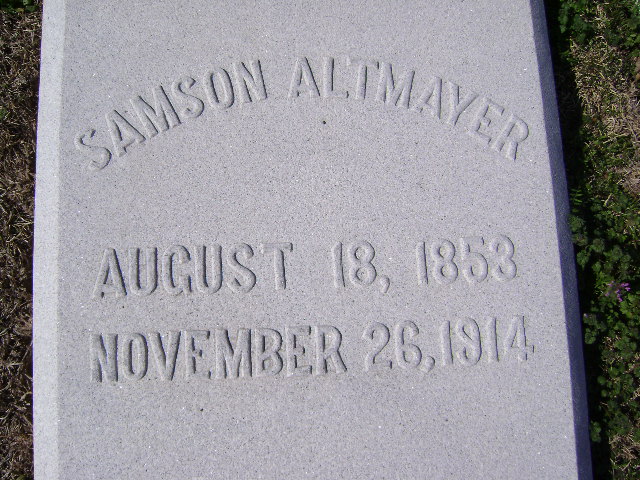 SAMSON ALTMAYER
AUGUST 18, 1853
NOVEMBER 26, 1914